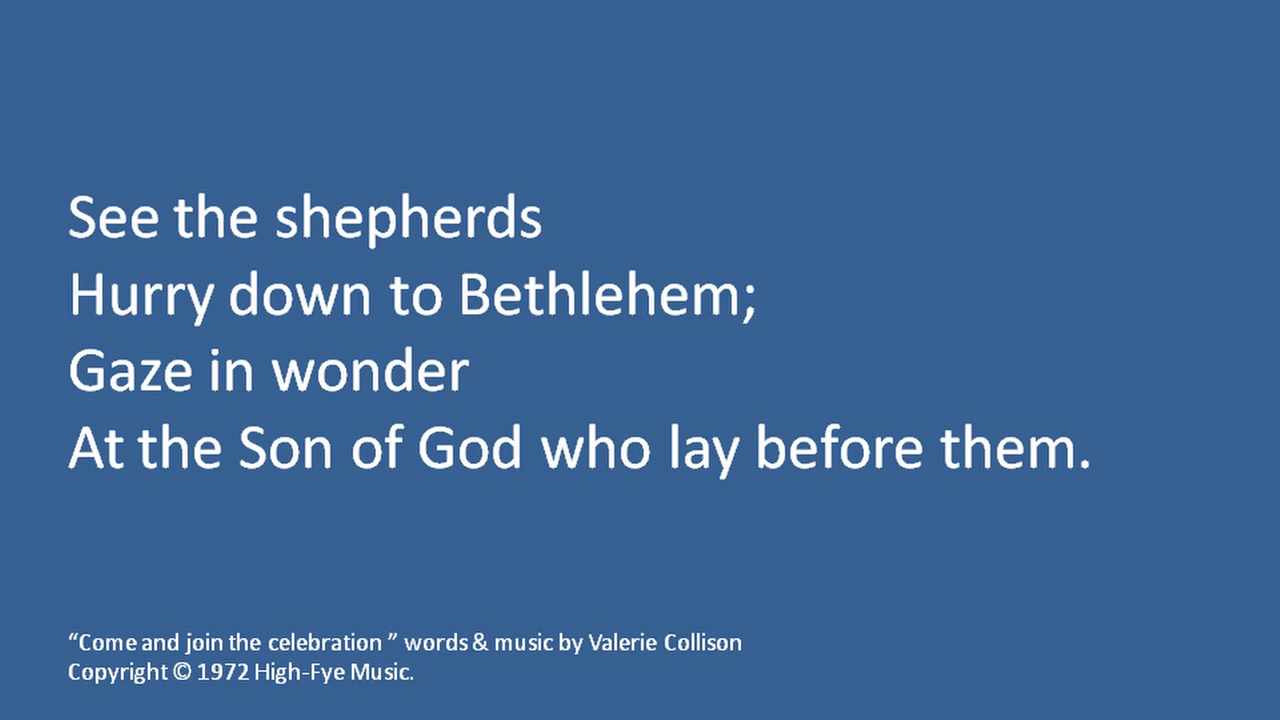 See the shepherds
Hurry down to Bethlehem;
Gaze in wonder
At the Son of God who lay before them.
“Come and join the celebration ” words & music by Valerie Collison
Copyright © 1972 High-Fye Music.